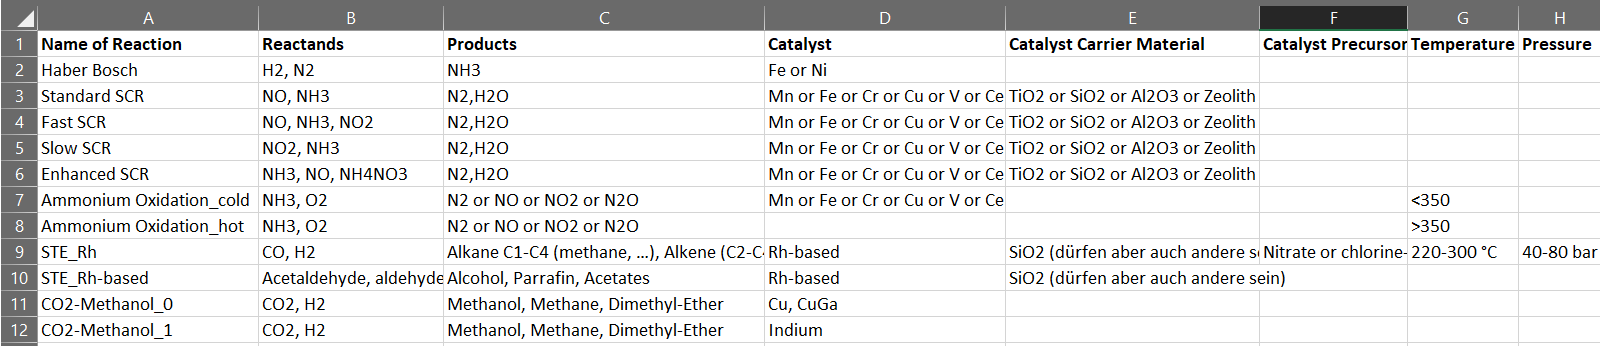 A B C D E F G H
1 Name of Reaction Reactands Products Catalyst Catalyst Carrier Material Catalyst Precursor Temperature Pressure
2 Haber Bosch H2, N2 NH3 Fe or Ni
3 Standard SCR NO, NH3 N2,H2O Mn or Fe or Cr or Cu or V or Ce TiO2 or SiO2 or Al2O3 or Zeolith
4 Fast SCR NO, NH3, NO2 N2,H2O Mn or Fe or Cr or Cu or V or Ce TiO2 or SiO2 or Al2O3 or Zeolith
5 Slow SCR NO2, NH3 N2,H2O Mn or Fe or Cr or Cu or V or Ce TiO2 or SiO2 or Al2O3 or Zeolith
6 Enhanced SCR NH3, NO, NH4NO3 N2,H2O Mn or Fe or Cr or Cu or V or Ce TiO2 or SiO2 or Al2O3 or Zeolith
7 Ammonium Oxidation_cold NH3, O2 N2 or NO or NO2 or N2O Mn or Fe or Cr or Cu or V or Ce <350
8 Ammonium Oxidation_hot NH3, O2 N2 or NO or NO2 or N2O >350
9 STE_Rh CO, H2 Alkane C1-C4 (methane, ...), Alkene (C2-C4 Rh-based SiO2 (dürfen aber auch andere se Nitrate or chlorine- 220-300 °C 40-80 bar
10 STE_Rh-based Acetaldehyde, aldehyde Alcohol, Parrafin, Acetates Rh-based SiO2 (dürfen aber auch andere sein)
11 CO2-Methanol_0 CO2, H2 Methanol, Methane, Dimethyl-Ether Cu, CuGa
12 CO2-Methanol_1 CO2, H2 Methanol, Methane, Dimethyl-Ether Indium